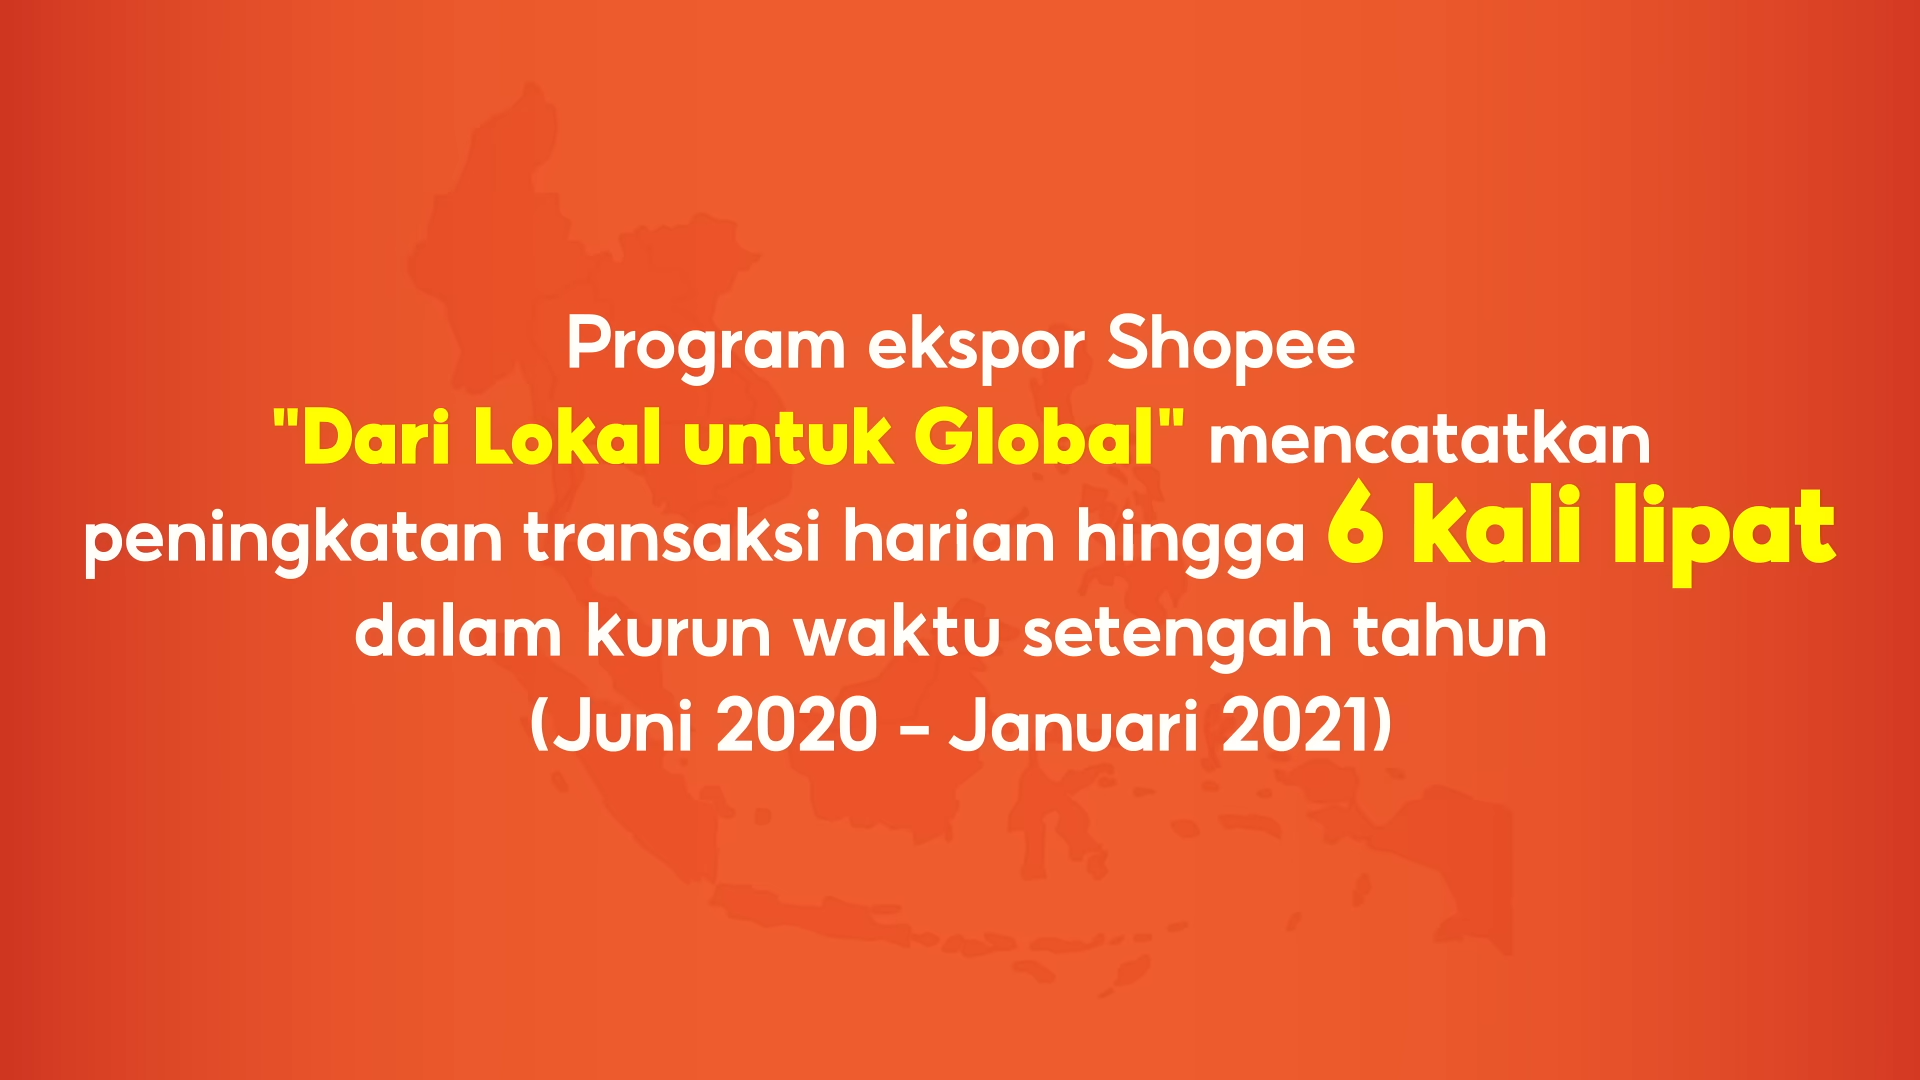 Program ekspor Shopee
"Dari Lokal untuk Global" mencatatkan
peningkatan transaksi harian hingga 6 kali lipat
dalam kurun waktu setengah tahun
(Juni 2020 - Januari 2021)